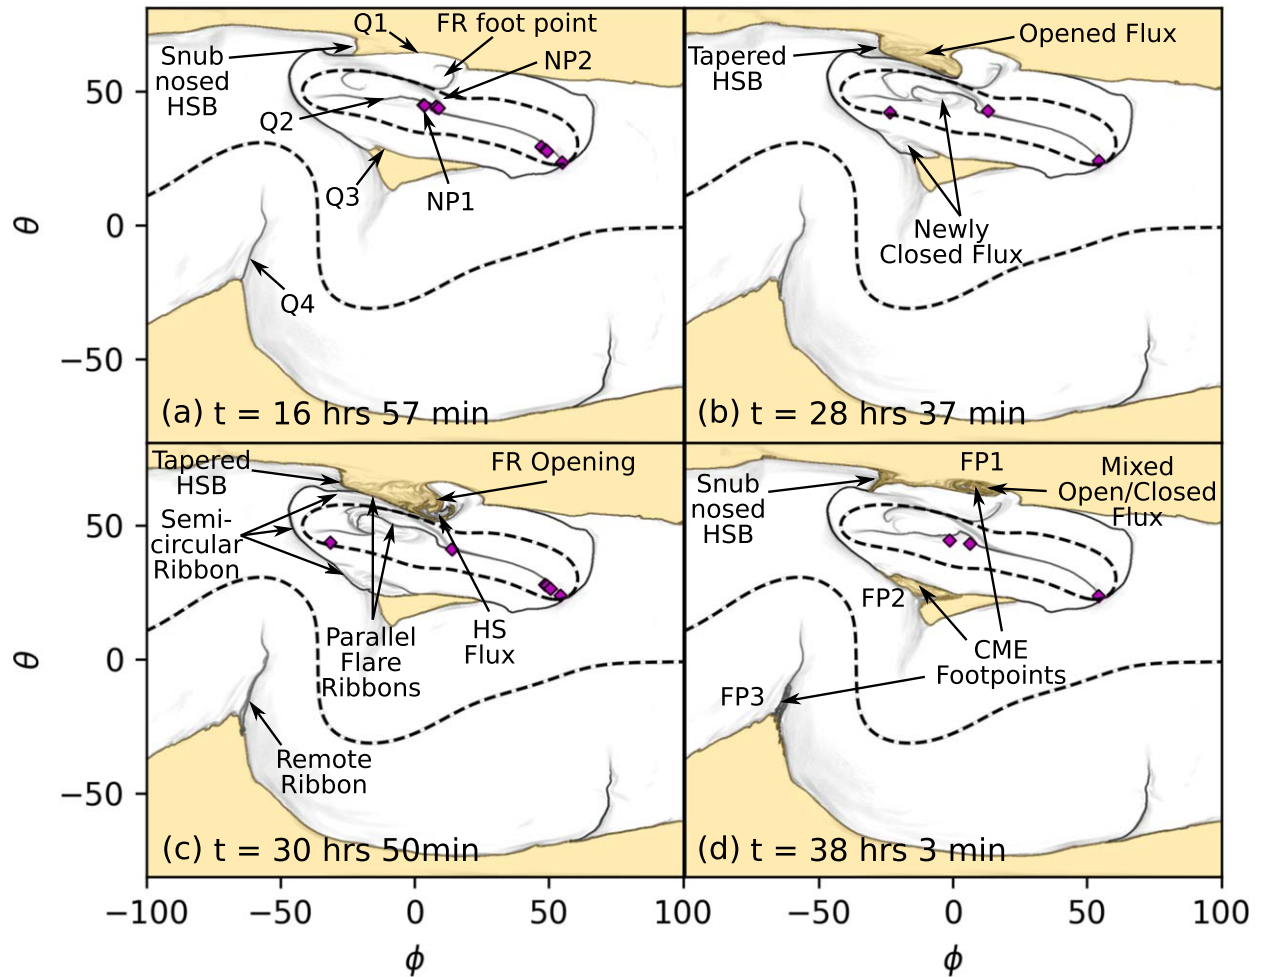 Q1
FR foot point
Snub
nosed
HSB
NP2
Q2
Q3
NP1
Q4
(a) t = 16 hrs 57 min
50
0
−50
θ
Opened Flux
Tapered
HSB
Newly
Closed Flux
(b) t = 28 hrs 37 min
Tapered
HSB
FR Opening
Semi-
circular
Ribbon
Parallel
Flare
Ribbons
HS
Flux
Remote
Ribbon
(c) t = 30 hrs 50min
50
0
−50
θ
−100
−50
0
50
100
ϕ
FP1
Mixed
Open/Closed
Flux
Snub
nosed
HSB
FP2
CME
Footpoints
FP3
(d) t = 38 hrs 3 min
−50
0
50
100
ϕ